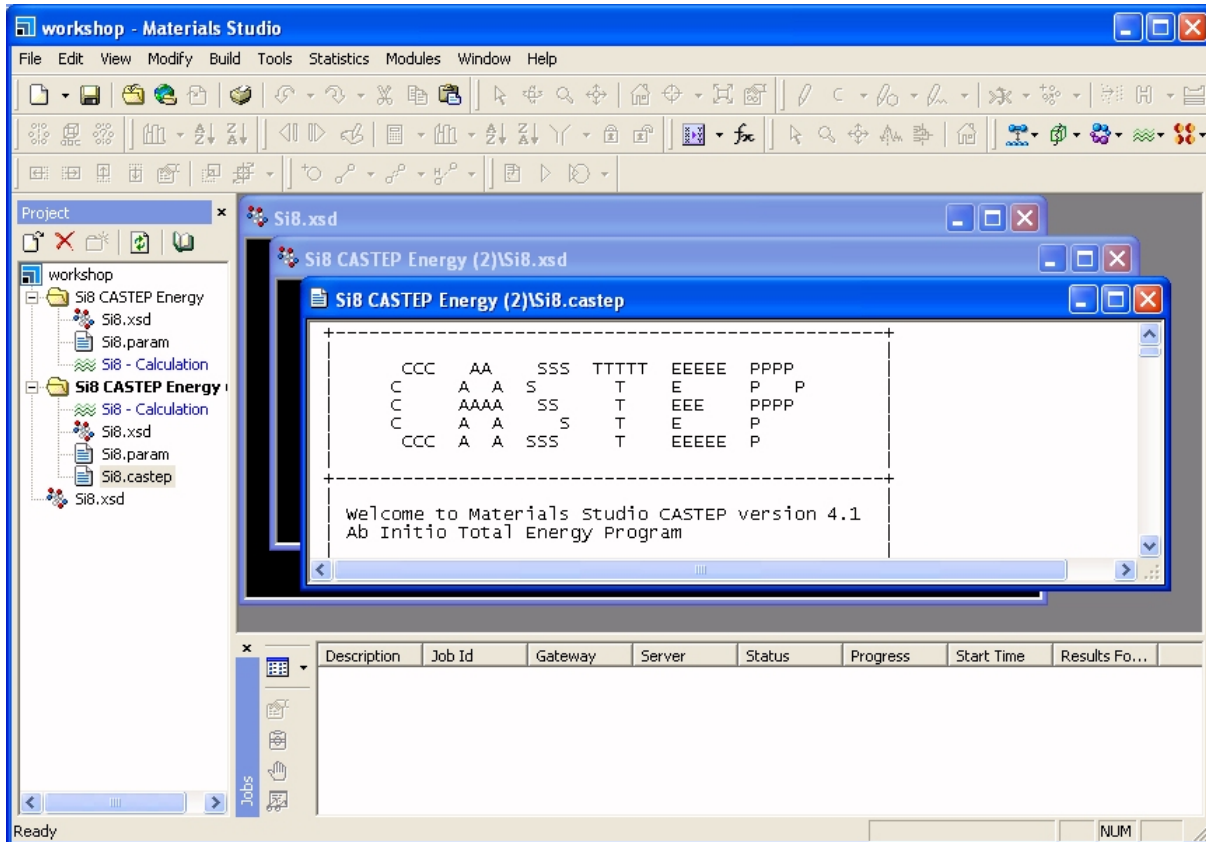 workshop - Materials Studio
File Edit View Modify Build Tools Statistics Modules Window Help
Project
workshop
Si8 CASTEP Energy
Si8.xsd
Si8.param
Si8 - Calculation
Si8 CASTEP Energy
Si8 - Calculation
Si8.xsd
Si8.param
Si8.castep
Si8.xsd
Si8.xsd
Si8 CASTEP Energy (2)\Si8.xsd
Si8 CASTEP Energy (2)\Si8.castep
+------------------------------------------------------+
CCC AA SSS TTTTT EEEEE PPPP
C A A S T E P P
C AAAA SS T EEE PPPP
C A A S T E P
CCC A A SSS T EEEEE P
+------------------------------------------------------+
Welcome to Materials Studio CASTEP version 4.1
Ab Initio Total Energy Program
Jobs
Description Job Id Gateway Server Status Progress Start Time Results Fo...
Ready
NUM